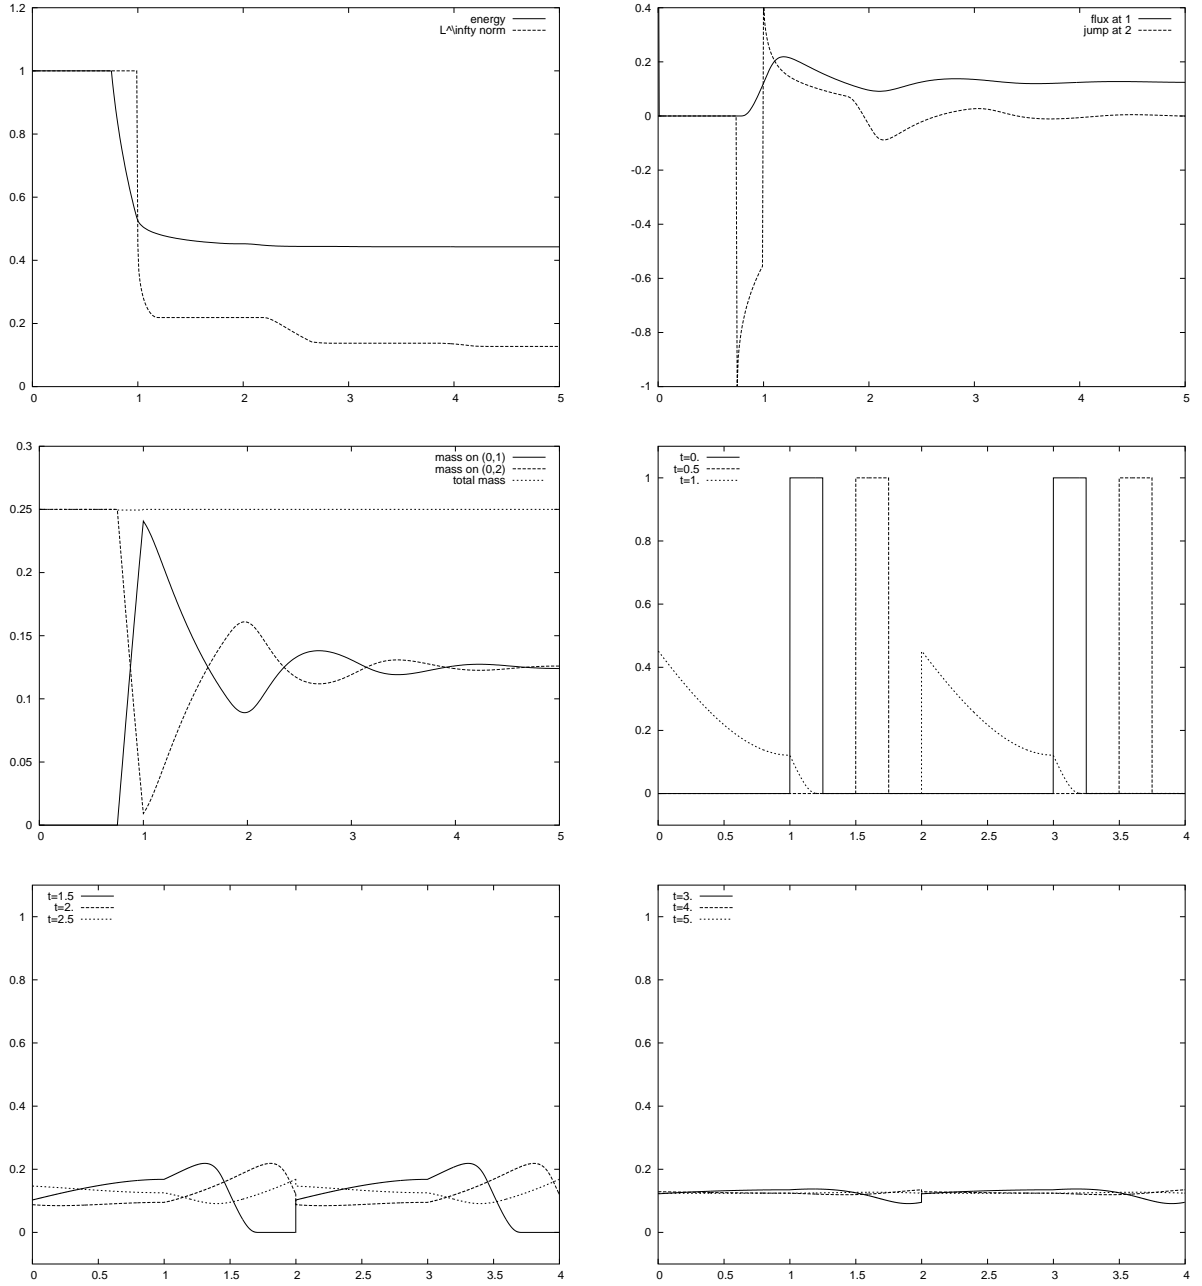 energy
L^\infty norm
1.2
1
0.8
0.6
0.4
0.2
0
0 1 2 3 4 5
flux at 1
jump at 2
0.4
0.2
0
-0.2
-0.4
-0.6
-0.8
-1
0 1 2 3 4 5
mass on (0,1)
mass on (0,2)
total mass
0.3
0.25
0.2
0.15
0.1
0.05
0
0 1 2 3 4 5
t=0.
t=0.5
t=1.
1
0.8
0.6
0.4
0.2
0
0 0.5 1 1.5 2 2.5 3 3.5 4
t=1.5
t=2.
t=2.5
1
0.8
0.6
0.4
0.2
0
0 0.5 1 1.5 2 2.5 3 3.5 4
t=3.
t=4.
t=5.
1
0.8
0.6
0.4
0.2
0
0 0.5 1 1.5 2 2.5 3 3.5 4